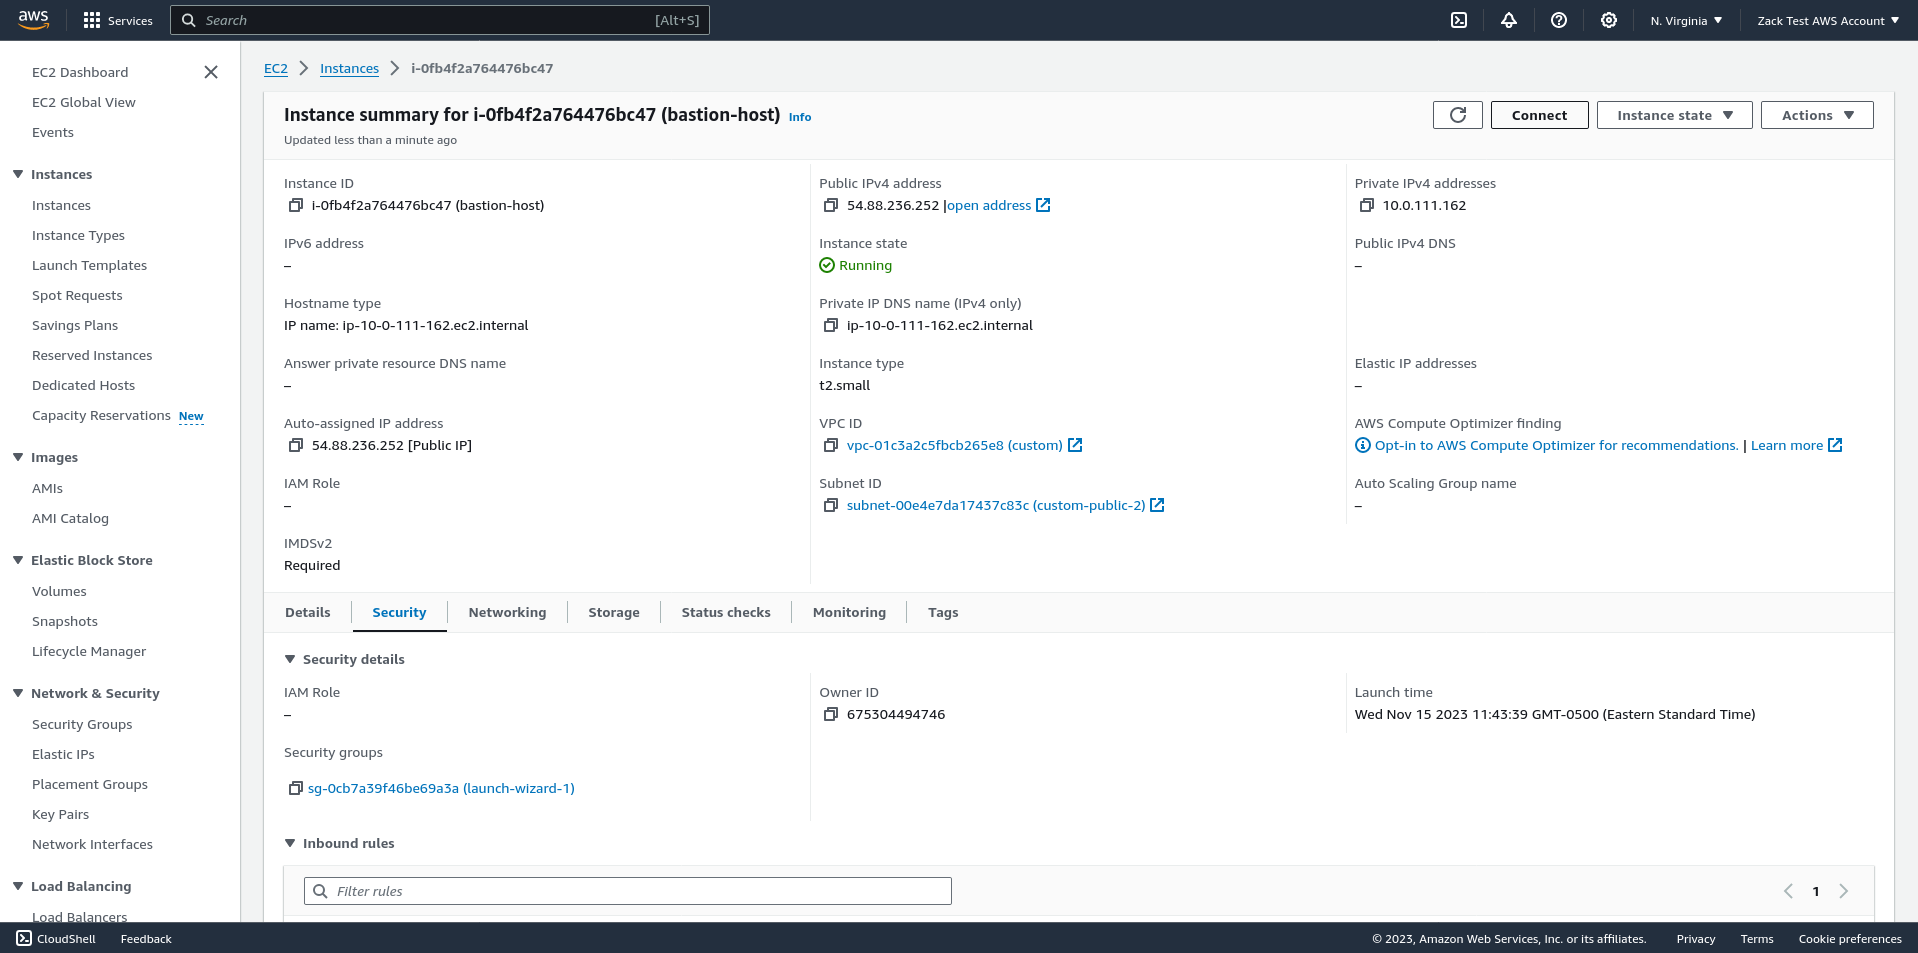 aws
Services
Search [Alt+S]
N. Virginia
Zack Test AWS Account
EC2 Dashboard
EC2 Global View
Events
Instances
Instances
Instance Types
Launch Templates
Spot Requests
Savings Plans
Reserved Instances
Dedicated Hosts
Capacity Reservations New
Images
AMIs
AMI Catalog
Elastic Block Store
Volumes
Snapshots
Lifecycle Manager
Network & Security
Security Groups
Elastic IPs
Placement Groups
Key Pairs
Network Interfaces
Load Balancing
Load Balancers
EC2 > Instances > i-0fb4f2a764476bc47
Instance summary for i-0fb4f2a764476bc47 (bastion-host) Info
Updated less than a minute ago
Connect
Instance state
Actions
Instance ID
i-0fb4f2a764476bc47 (bastion-host)
Public IPv4 address
54.88.236.252 |open address
Private IPv4 addresses
10.0.111.162
IPv6 address
–
Instance state
Running
Public IPv4 DNS
–
Hostname type
IP name: ip-10-0-111-162.ec2.internal
Private IP DNS name (IPv4 only)
ip-10-0-111-162.ec2.internal
Answer private resource DNS name
–
Instance type
t2.small
Elastic IP addresses
–
Auto-assigned IP address
54.88.236.252 [Public IP]
VPC ID
vpc-01c3a2c5fbcb265e8 (custom)
AWS Compute Optimizer finding
Opt-in to AWS Compute Optimizer for recommendations. | Learn more
IAM Role
–
Subnet ID
subnet-00e4e7da17437c83c (custom-public-2)
Auto Scaling Group name
–
IMDSv2
Required
Details
Security
Networking
Storage
Status checks
Monitoring
Tags
Security details
IAM Role
–
Owner ID
675304494746
Launch time
Wed Nov 15 2023 11:43:39 GMT-0500 (Eastern Standard Time)
Security groups
sg-0cb7a39f46be69a3a (launch-wizard-1)
Inbound rules
Filter rules
1
CloudShell
Feedback
© 2023, Amazon Web Services, Inc. or its affiliates.
Privacy
Terms
Cookie preferences